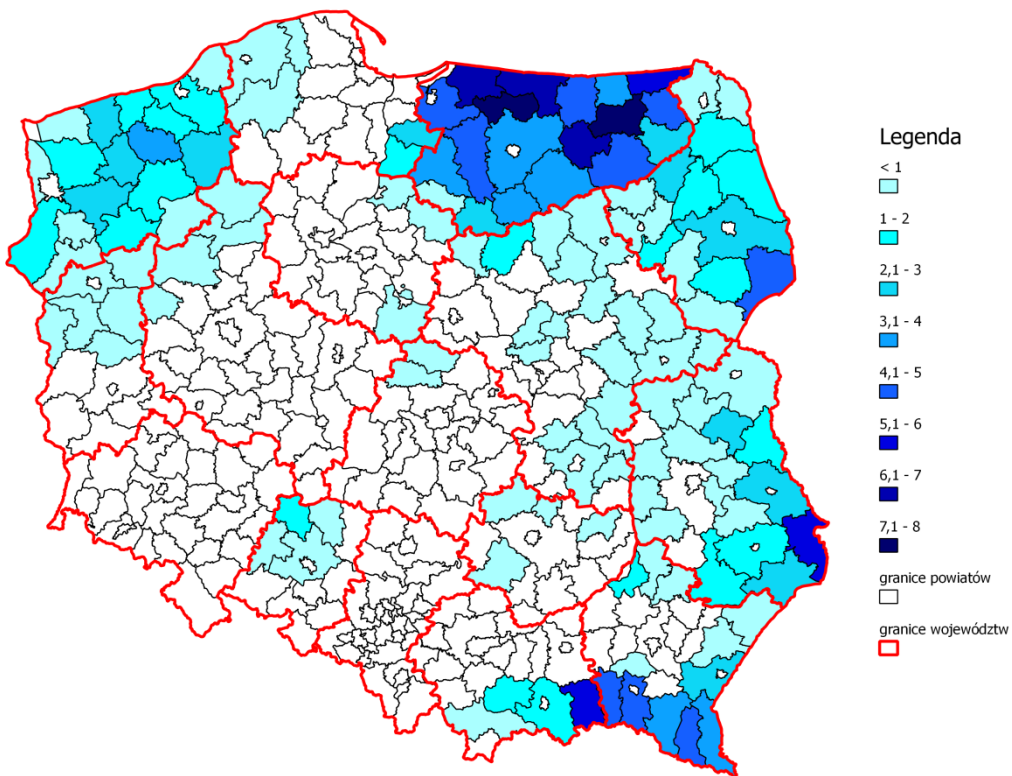 Legenda
< 1
1 - 2
2,1 - 3
3,1 - 4
4,1 - 5
5,1 - 6
6,1 - 7
7,1 - 8
granice powiatów
granice województw